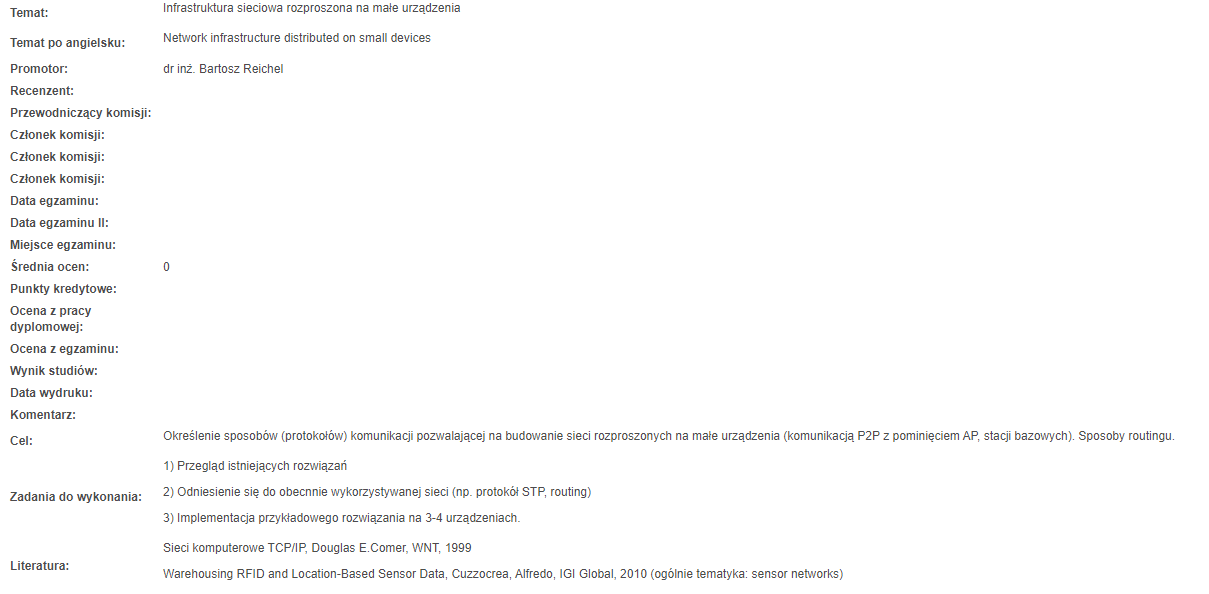 Temat: Infrastruktura sieciowa rozproszona na małe urządzenia
Temat po angielsku: Network infrastructure distributed on small devices
Promotor: dr inż. Bartosz Reichel
Recenzent:
Przewodniczący komisji:
Członek komisji:
Członek komisji:
Członek komisji:
Data egzaminu:
Data egzaminu II:
Miejsce egzaminu:
Średnia ocen: 0
Punkty kredytowe:
Ocena z pracy
dyplomowej:
Ocena z egzaminu:
Wynik studiów:
Data wydruku:
Komentarz:
Cel: Określenie sposobów (protokołów) komunikacji pozwalającej na budowanie sieci rozproszonych na małe urządzenia (komunikacją P2P z pominięciem AP, stacji bazowych). Sposoby routingu.
1) Przegląd istniejących rozwiązań
Zadania do wykonania: 2) Odniesienie się do obecnnie wykorzystywanej sieci (np. protokół STP, routing)
3) Implementacja przykładowego rozwiązania na 3-4 urządzeniach.
Sieci komputerowe TCP/IP, Douglas E.Comer, WNT, 1999
Literatura:
Warehousing RFID and Location-Based Sensor Data, Cuzzocrea, Alfredo, IGI Global, 2010 (ogólnie tematyka: sensor networks)